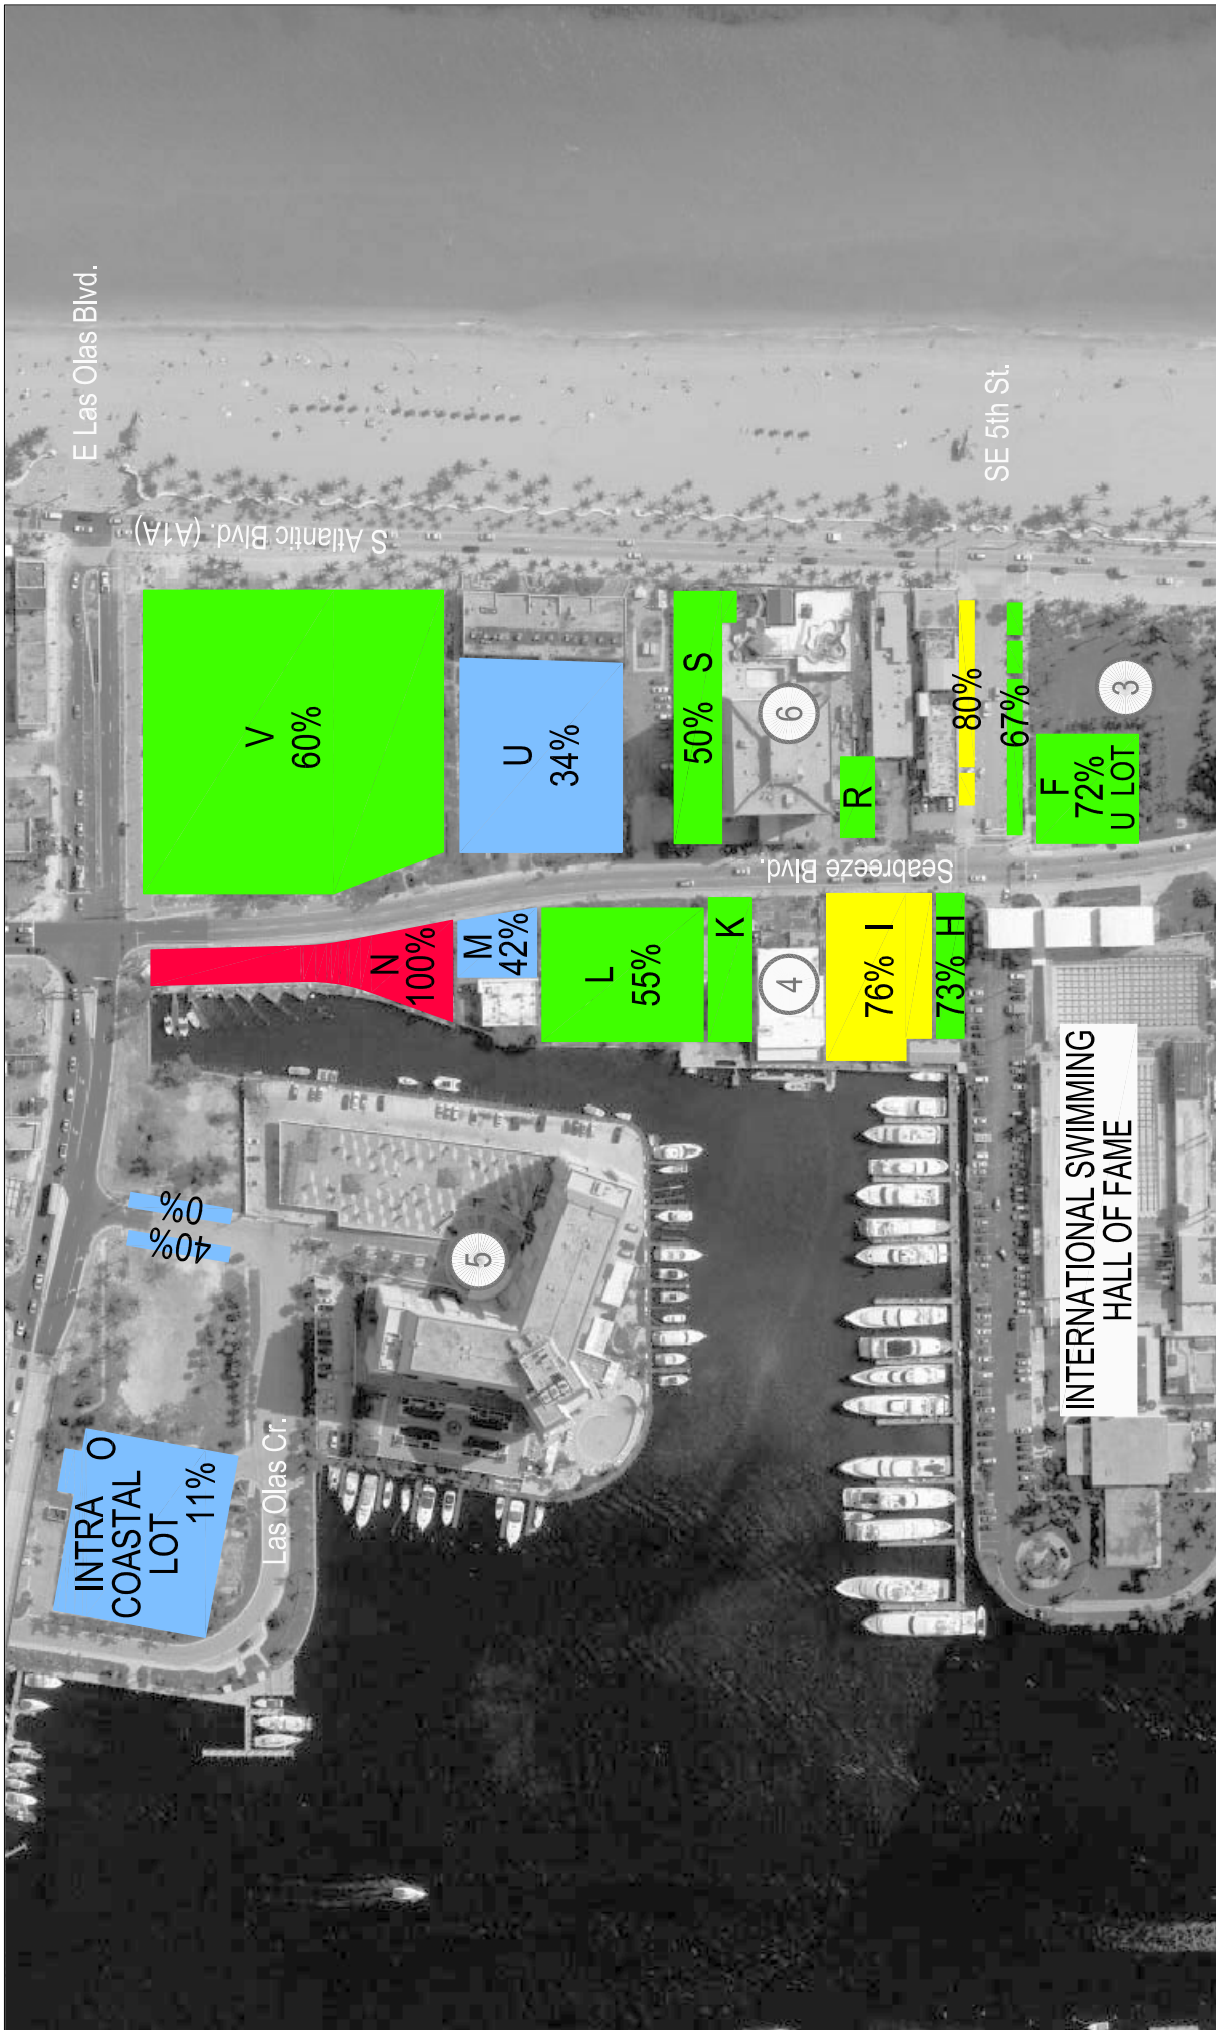 E Las Olas Blvd.
S Atlantic Blvd. (A1A)
SE 5th St.
V
60%
U
34%
S
50%
6
R
80%
67%
3
F
72%
U LOT
Seabreeze Blvd.
N
100%
M
42%
L
55%
K
4
I
76%
H
73%
0%
40%
5
INTERNATIONAL SWIMMING
HALL OF FAME
O
INTRA
COASTAL
LOT
11%
Las Olas Cr.